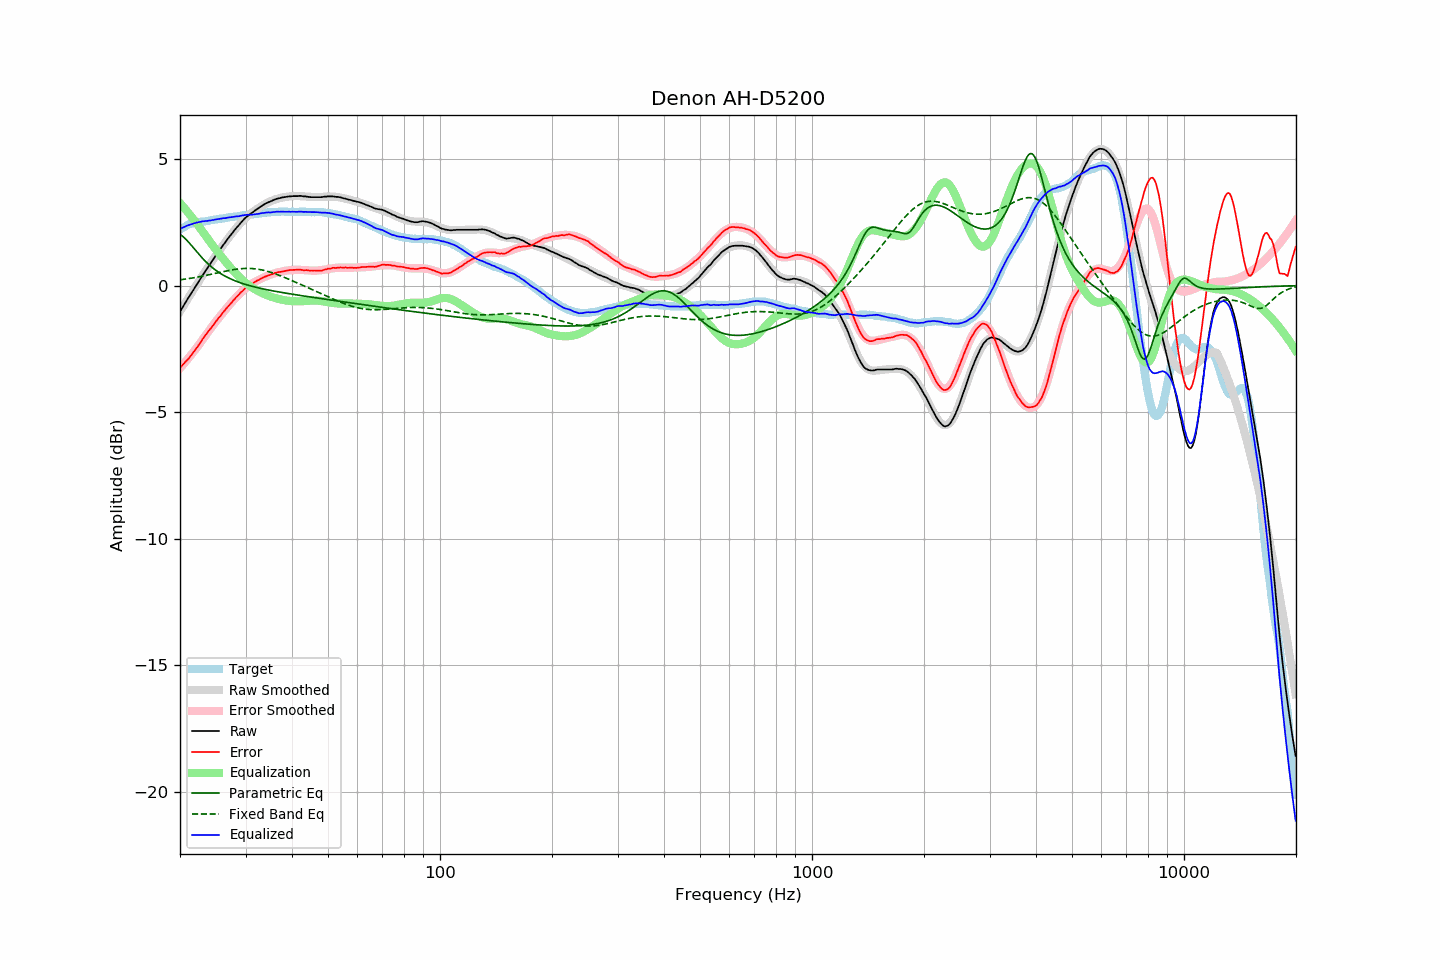 Denon AH-D5200
5
0
−5
−10
−15
−20
Amplitude (dBr)
Target
Raw Smoothed
Error Smoothed
Raw
Error
Equalization
Parametric Eq
Fixed Band Eq
Equalized
100
1000
10000
Frequency (Hz)